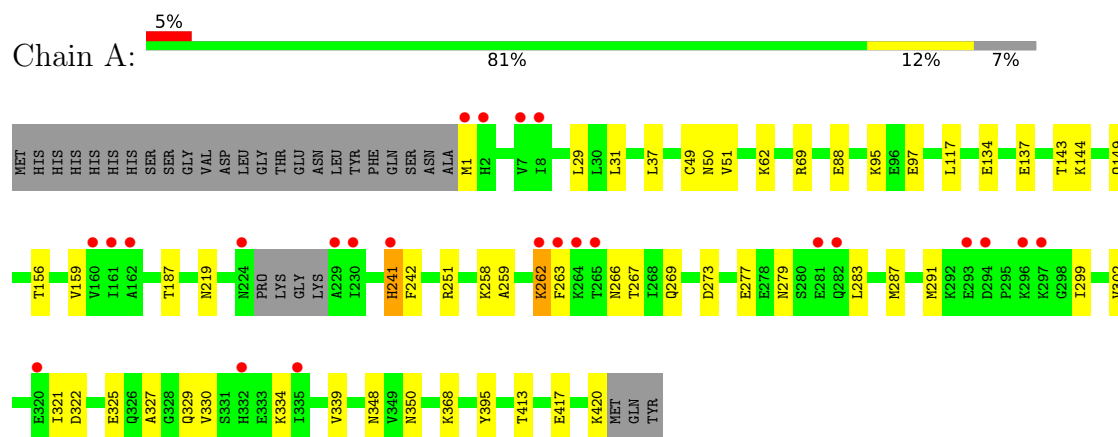 5%
Chain A:
81% 12% 7%
MET HIS HIS HIS HIS HIS HIS SER SER GLY VAL ASP LEU GLY THR GLU ASN LEU TYR PHE GLN SER ASN ALA M1 H2 V7 I8 L29 L30 L31 L37 C49 N50 V51 K62 R69 E88 K95 E96 E97 L117 E134 E137 T143 K144
T156 V159 V160 I161 A162 T187 N219 N224 PRO LYS GLY LYS A229 I230 H241 F242 R251 K258 A259 K262 F263 K264 T265 N266 T267 I268 Q269 D273 E277 E278 N279 S280 E281 Q282 L283 M287 M291 K292 E293 D294 P295 K296 K297 G298 I299
E320 I321 D322 E325 Q326 A327 G328 Q329 V330 S331 H332 E333 K334 I335 V339 N348 V349 N350 K368 Y395 T413 E417 K420 MET GLN TYR